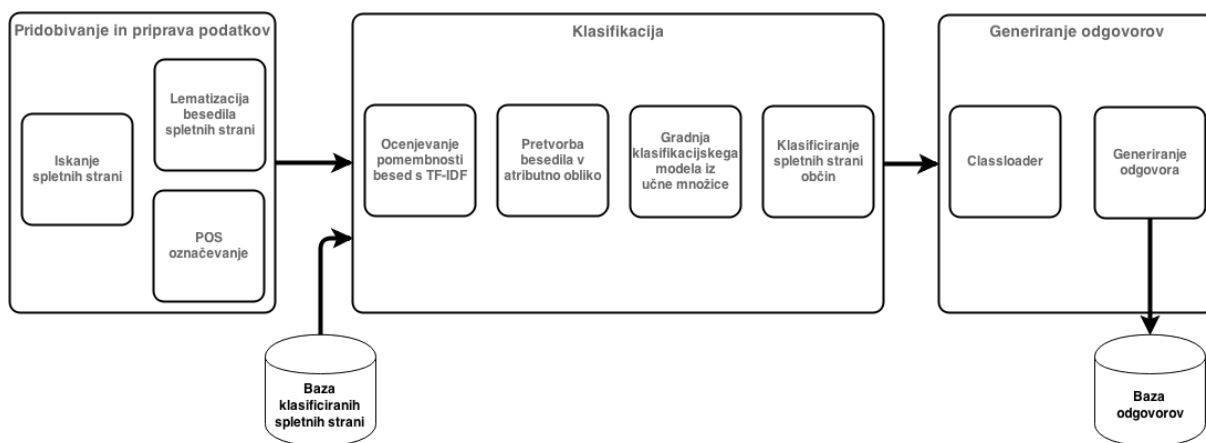 Pridobivanje in priprava podatkov
Iskanje
spletnih strani
Lematizacija
besedila
spletnih strani
POS
označevanje
Klasifikacija
Ocenjevanje
pomembnosti
besed s TF-IDF
Pretvorba
besedila v
atributno obliko
Gradnja
klasifikacijskega
modela iz
učne množice
Klasificiranje
spletnih strani
občin
Generiranje odgovorov
Classloader
Generiranje
odgovora
Baza
klasificiranih
spletnih strani
Baza
odgovorov